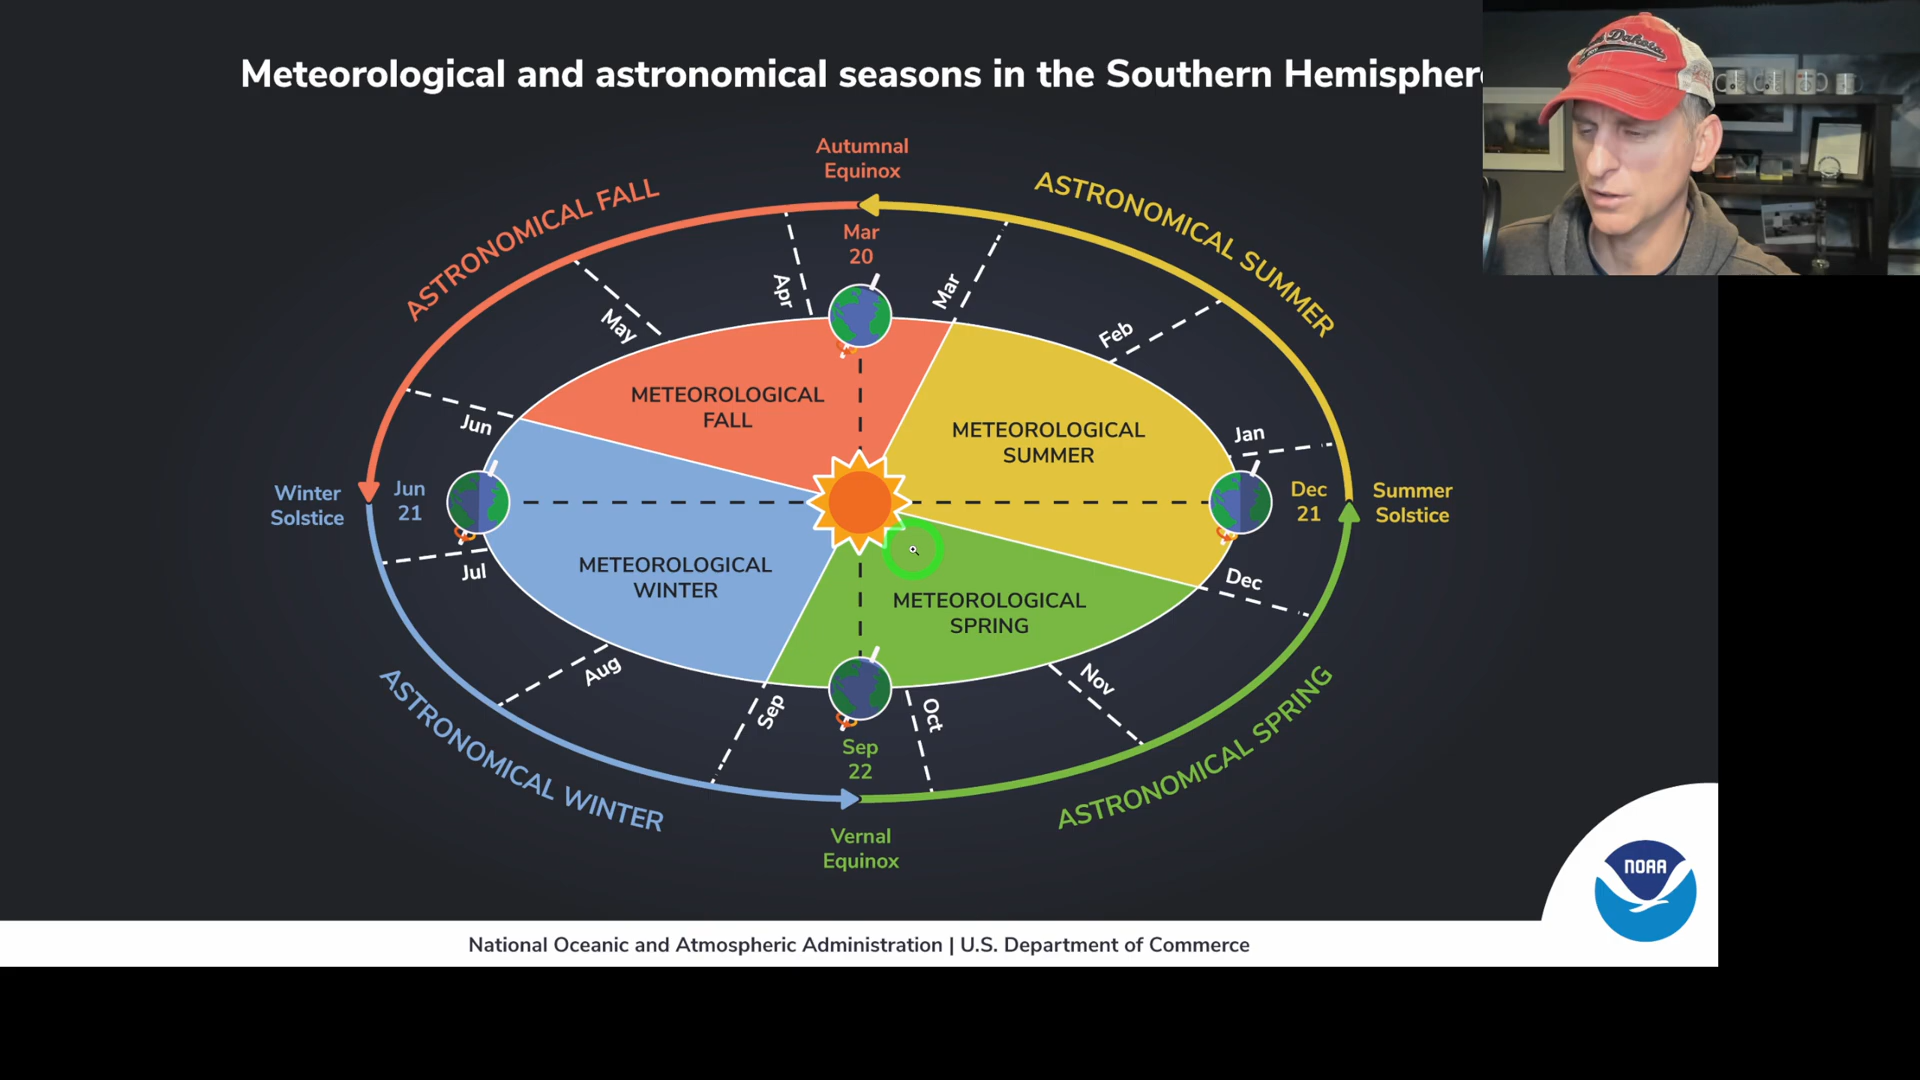 Meteorological and astronomical seasons in the Southern Hemispher
Autumnal
Equinox
ASTRONOMICAL FALL
ASTRONOMICAL SUMMER
Mar
20
Apr
Mar
May
Feb
METEOROLOGICAL
FALL
METEOROLOGICAL
SUMMER
Jun
Jan
Winter
Solstice
Jun
21
Dec
21
Summer
Solstice
Jul
METEOROLOGICAL
WINTER
METEOROLOGICAL
SPRING
Dec
Aug
Sep
Oct
Nov
ASTRONOMICAL WINTER
ASTRONOMICAL SPRING
Sep
22
Vernal
Equinox
NOAA
National Oceanic and Atmospheric Administration | U.S. Department of Commerce